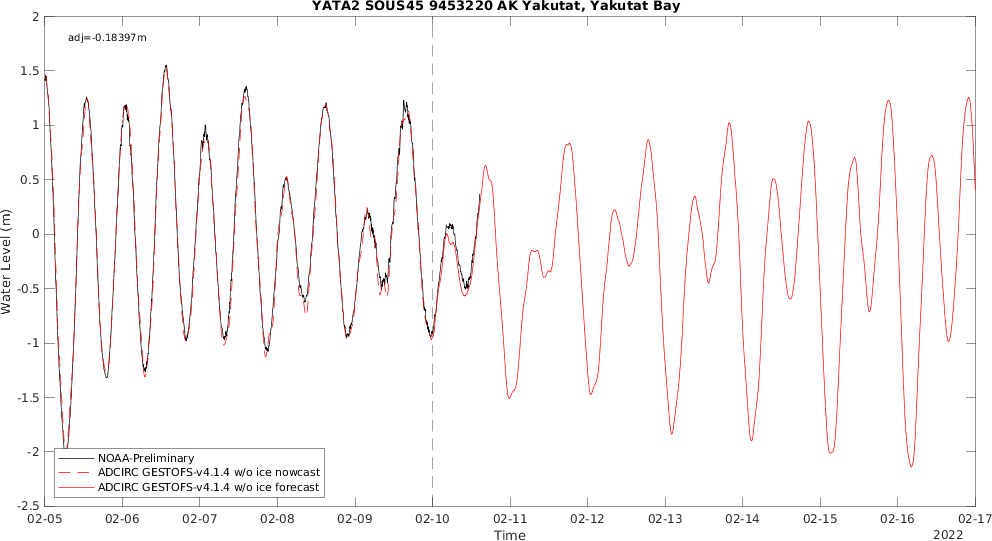 YATA2 SOUS45 9453220 AK Yakutat, Yakutat Bay
adj=-0.18397m
2
1.5
1
0.5
0
-0.5
-1
-1.5
-2
-2.5
Water Level (m)
NOAA-Preliminary
ADCIRC GESTOFS-v4.1.4 w/o ice nowcast
ADCIRC GESTOFS-v4.1.4 w/o ice forecast
02-05 02-06 02-07 02-08 02-09 02-10 02-11 02-12 02-13 02-14 02-15 02-16 02-17
Time
2022